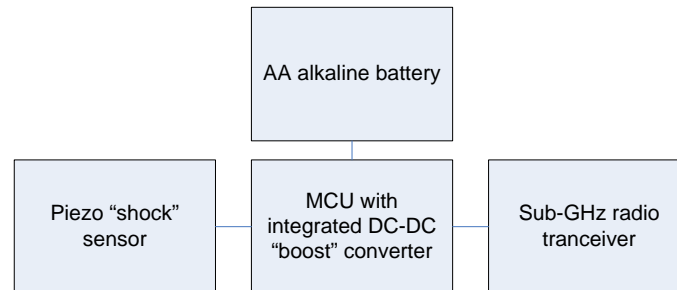 AA alkaline battery
Piezo “shock”
sensor
MCU with
integrated DC-DC
“boost” converter
Sub-GHz radio
tranceiver